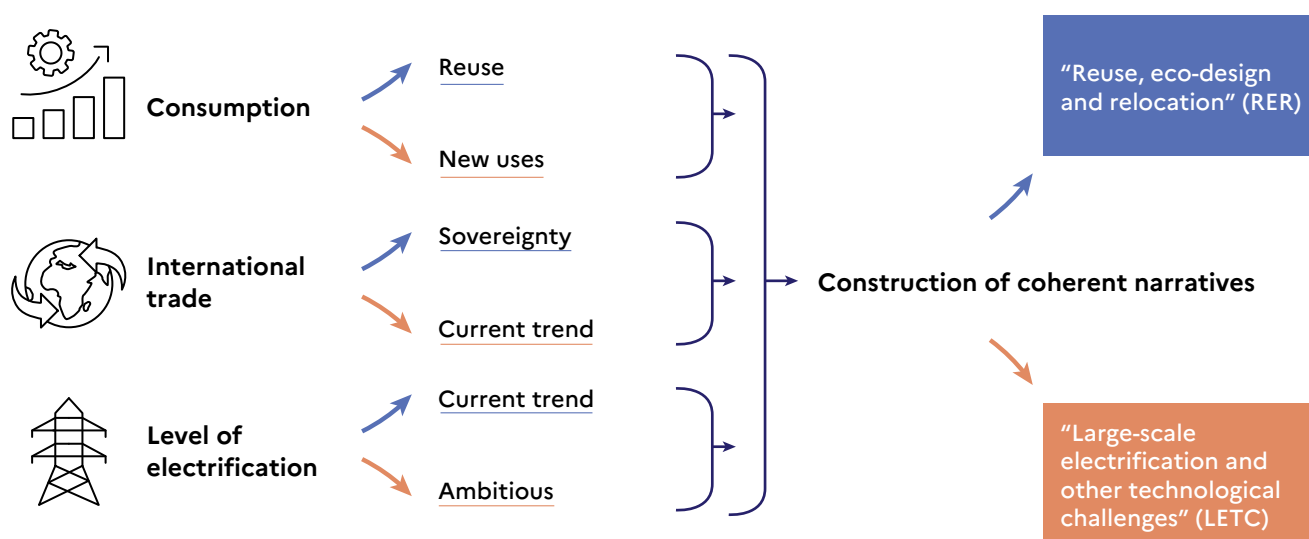 Consumption
Reuse
New uses
International
trade
Sovereignty
Current trend
Level of
electrification
Current trend
Ambitious
Construction of coherent narratives
“Reuse, eco-design
and relocation” (RER)
“Large-scale
electrification and
other technological
challenges” (LETC)